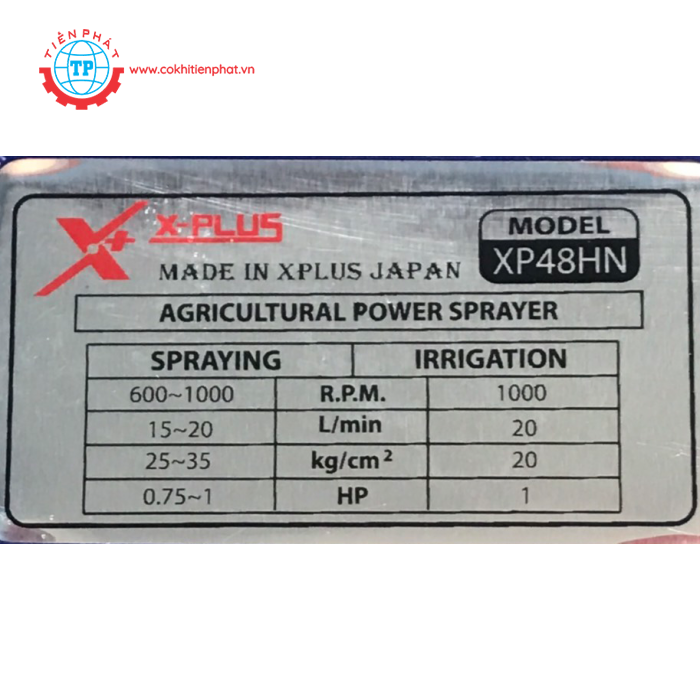 TIẾN PHÁT
TP
www.cokhitienphat.vn
X+ X-PLUS
MODEL
XP48HN
MADE IN XPLUS JAPAN
AGRICULTURAL POWER SPRAYER
SPRAYING IRRIGATION
600~1000 R.P.M. 1000
15~20 L/min 20
25~35 kg/cm² 20
0.75~1 HP 1